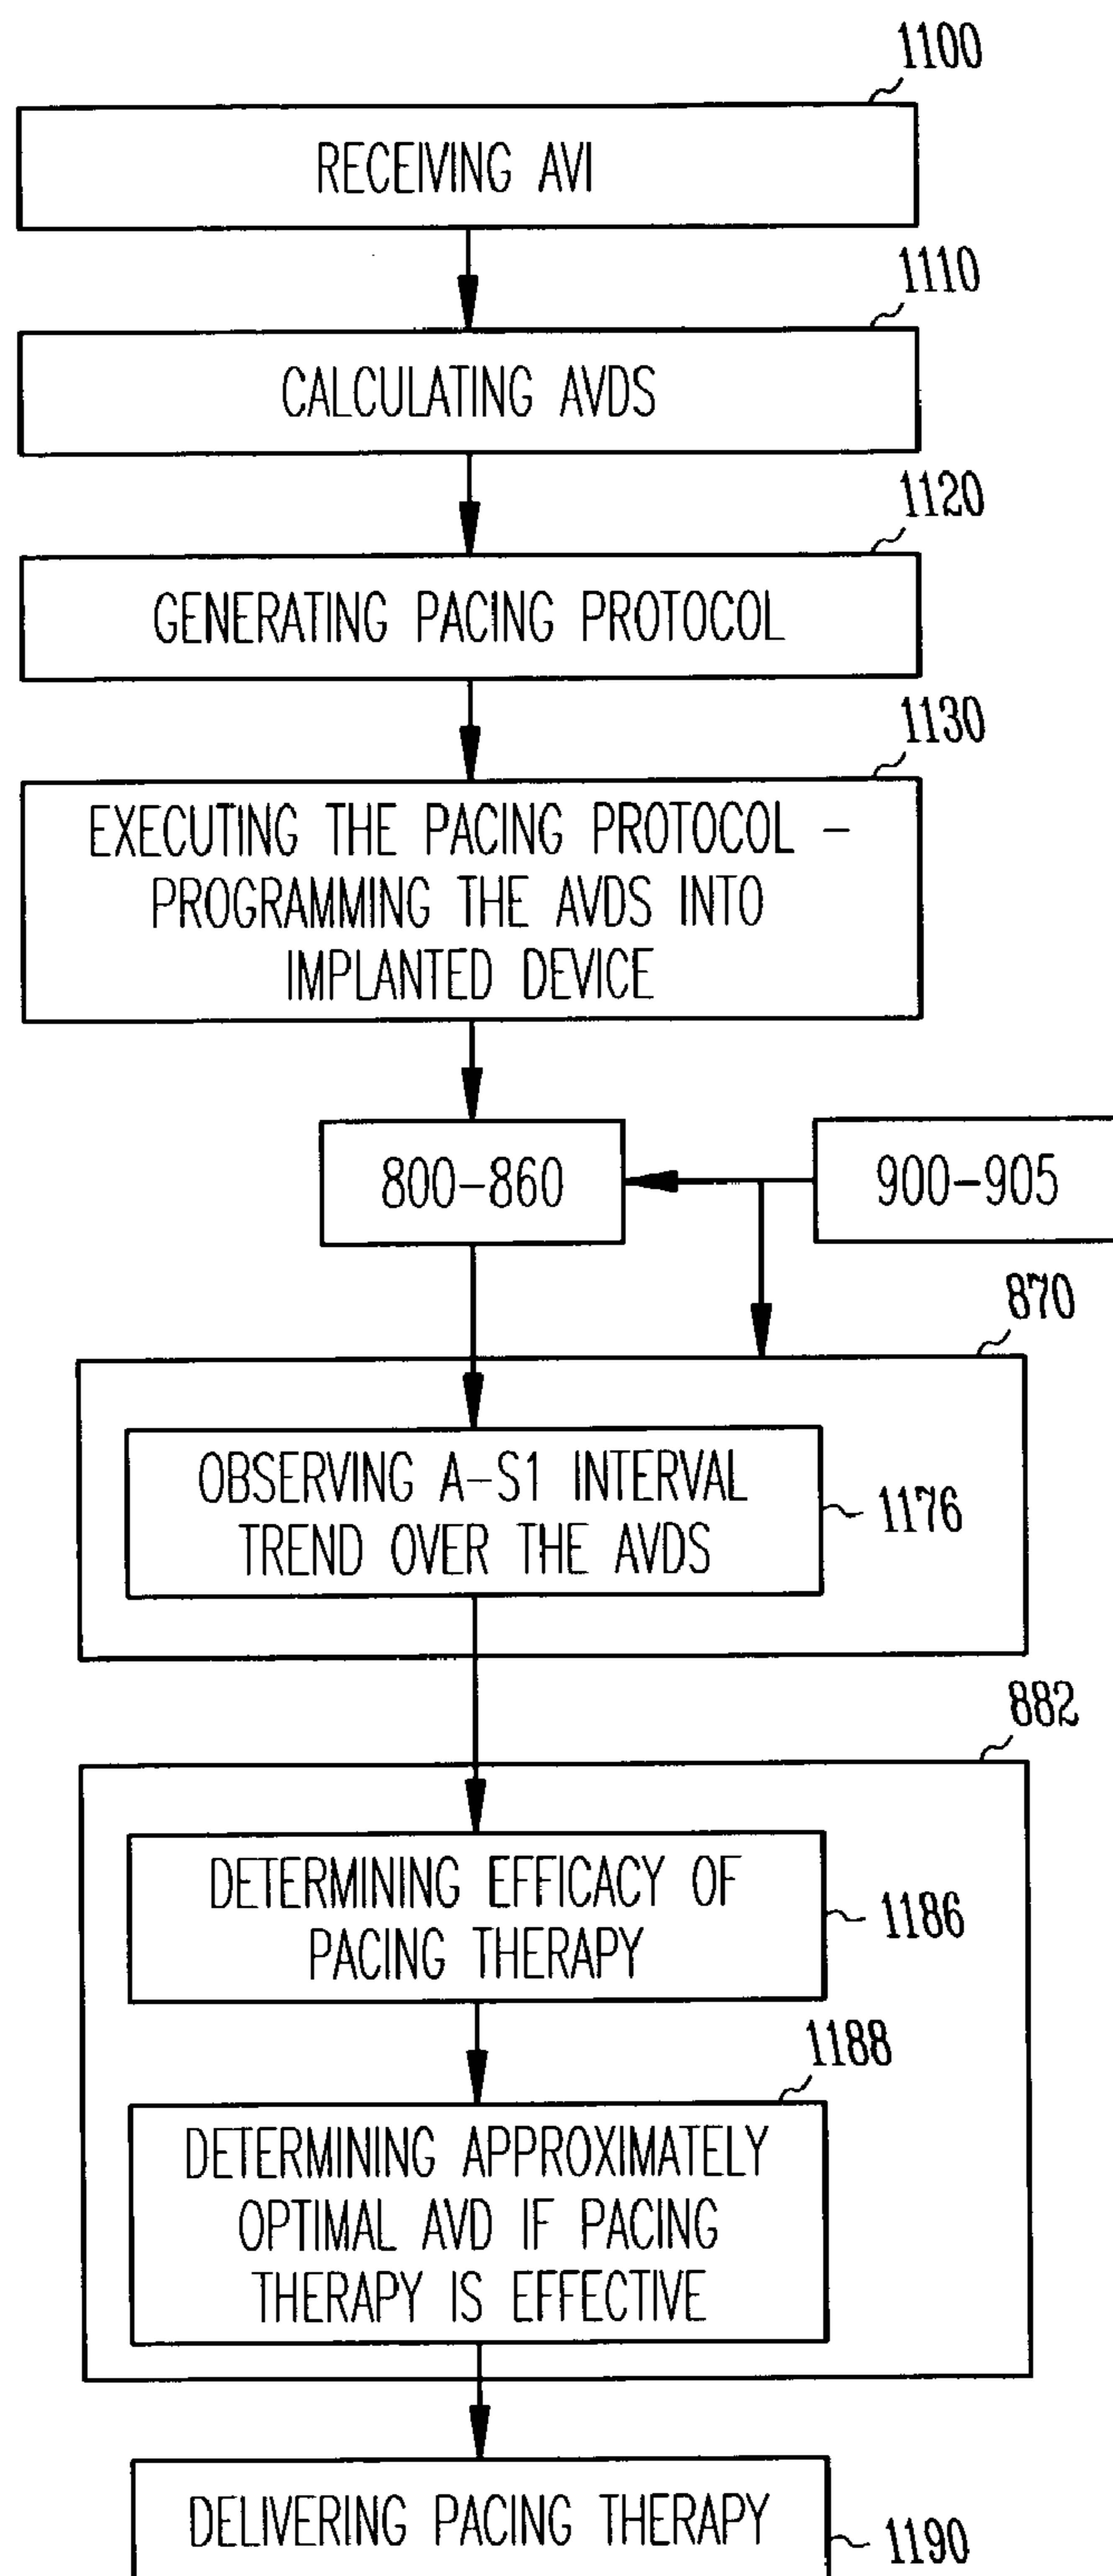 1100
RECEIVING AVI
1110
CALCULATING AVDS
1120
GENERATING PACING PROTOCOL
1130
EXECUTING THE PACING PROTOCOL –
PROGRAMMING THE AVDS INTO
IMPLANTED DEVICE
800–860
900–905
870
OBSERVING A–S1 INTERVAL
TREND OVER THE AVDS
1176
882
DETERMINING EFFICACY OF
PACING THERAPY
1186
1188
DETERMINING APPROXIMATELY
OPTIMAL AVD IF PACING
THERAPY IS EFFECTIVE
DELIVERING PACING THERAPY
1190